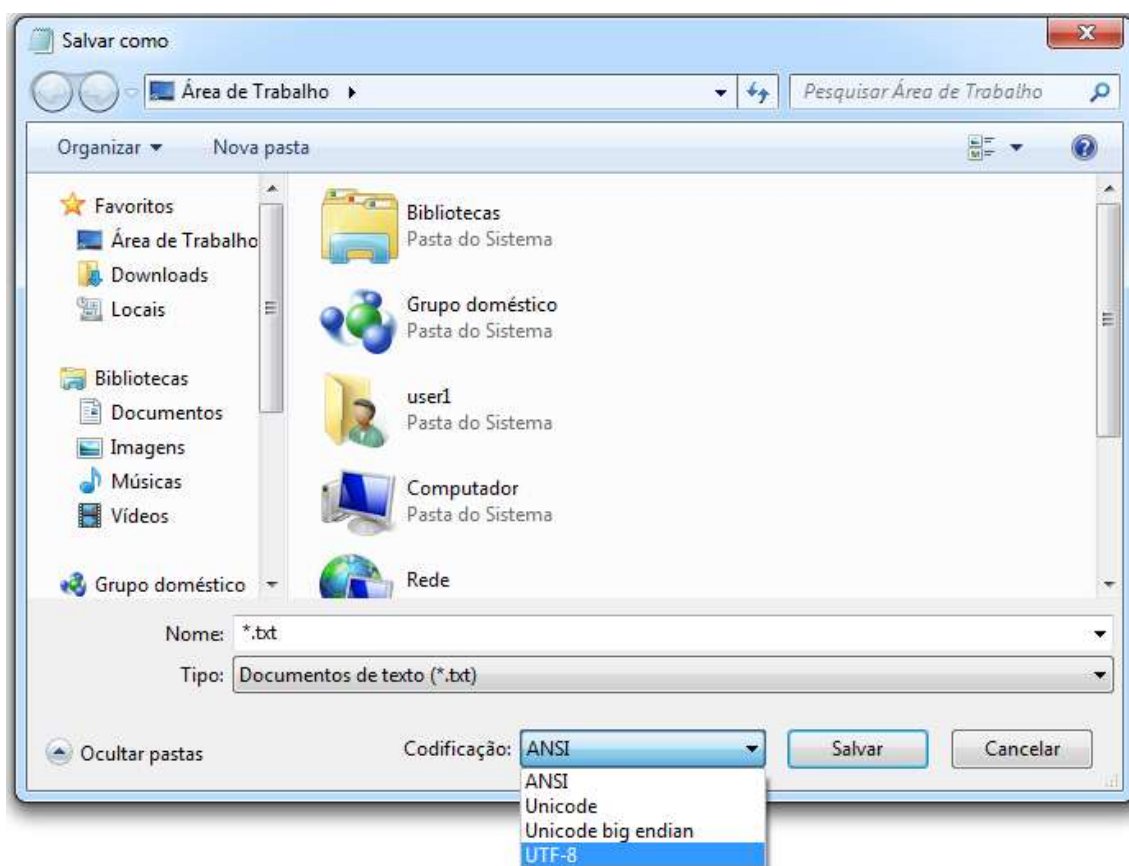 Salvar como
Área de Trabalho
Pesquisar Área de Trabalho
Organizar
Nova pasta
Favoritos
Área de Trabalho
Downloads
Locais
Bibliotecas
Documentos
Imagens
Músicas
Vídeos
Grupo doméstico
Bibliotecas
Pasta do Sistema
Grupo doméstico
Pasta do Sistema
user1
Pasta do Sistema
Computador
Pasta do Sistema
Rede
Nome: *.txt
Tipo: Documentos de texto (*.txt)
Ocultar pastas
Codificação: ANSI
Salvar
Cancelar
ANSI
Unicode
Unicode big endian
UTF-8